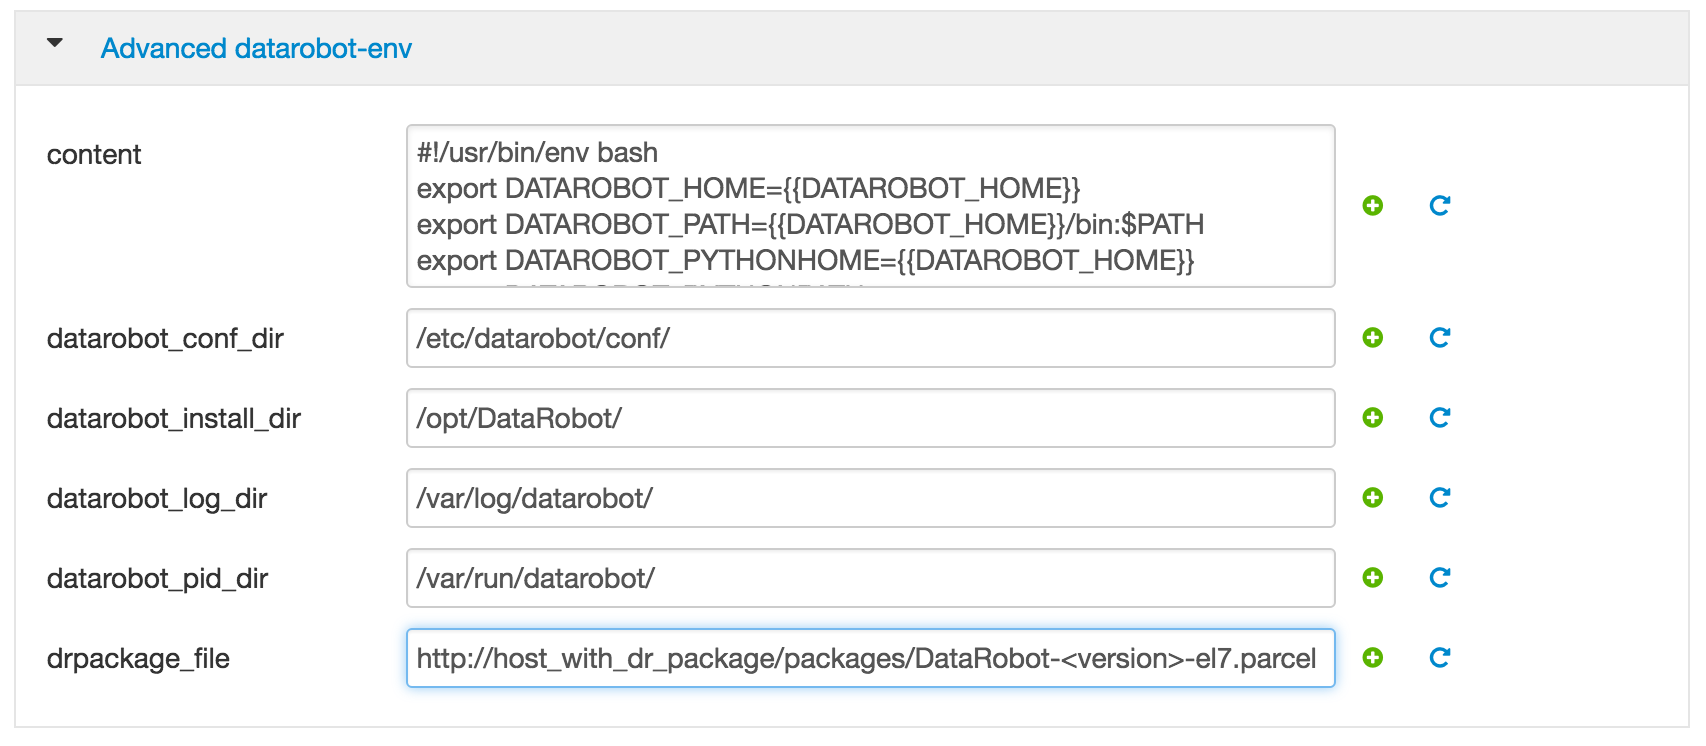 Advanced datarobot-env
content
#!/usr/bin/env bash
export DATAROBOT_HOME={{DATAROBOT_HOME}}
export DATAROBOT_PATH={{DATAROBOT_HOME}}/bin:$PATH
export DATAROBOT_PYTHONHOME={{DATAROBOT_HOME}}
datarobot_conf_dir
/etc/datarobot/conf/
datarobot_install_dir
/opt/DataRobot/
datarobot_log_dir
/var/log/datarobot/
datarobot_pid_dir
/var/run/datarobot/
drpackage_file
http://host_with_dr_package/packages/DataRobot-<version>-el7.parcel